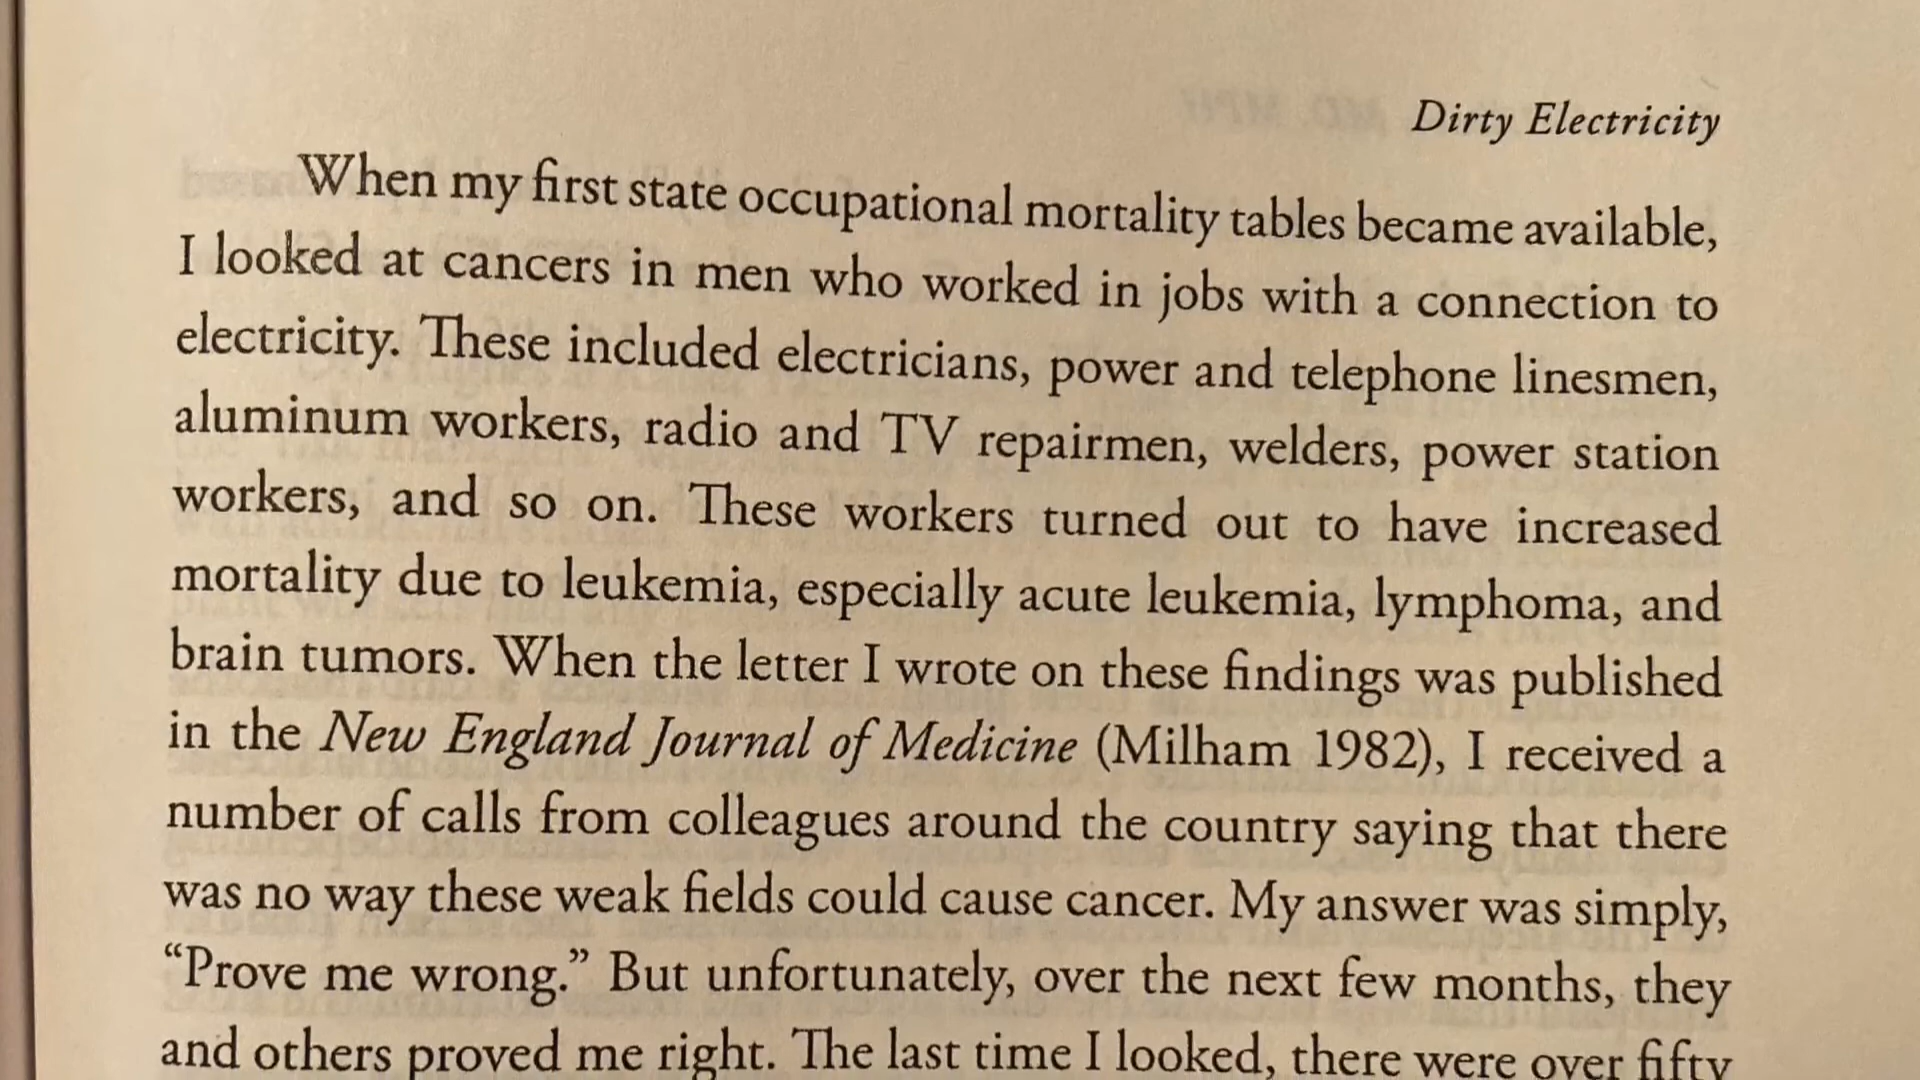 Dirty Electricity
When my first state occupational mortality tables became available,
I looked at cancers in men who worked in jobs with a connection to
electricity. These included electricians, power and telephone linesmen,
aluminum workers, radio and TV repairmen, welders, power station
workers, and so on. These workers turned out to have increased
mortality due to leukemia, especially acute leukemia, lymphoma, and
brain tumors. When the letter I wrote on these findings was published
in the New England Journal of Medicine (Milham 1982), I received a
number of calls from colleagues around the country saying that there
was no way these weak fields could cause cancer. My answer was simply,
“Prove me wrong.” But unfortunately, over the next few months, they
and others proved me right. The last time I looked, there were over fifty